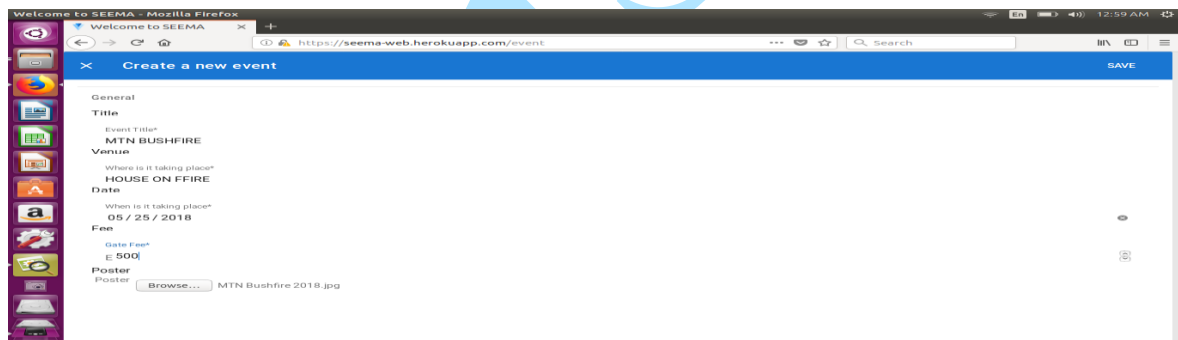 Welcome to SEEMA - Mozilla Firefox
En
12:59 AM
Welcome to SEEMA
https://seema-web.herokuapp.com/event
Search
Create a new event
SAVE
General
Title
Event Title*
MTN BUSHFIRE
Venue
Where is it taking place*
HOUSE ON FFIRE
Date
When is it taking place*
05 / 25 / 2018
Fee
Gate Fee*
E 500
Poster
Poster
Browse... MTN Bushfire 2018.jpg